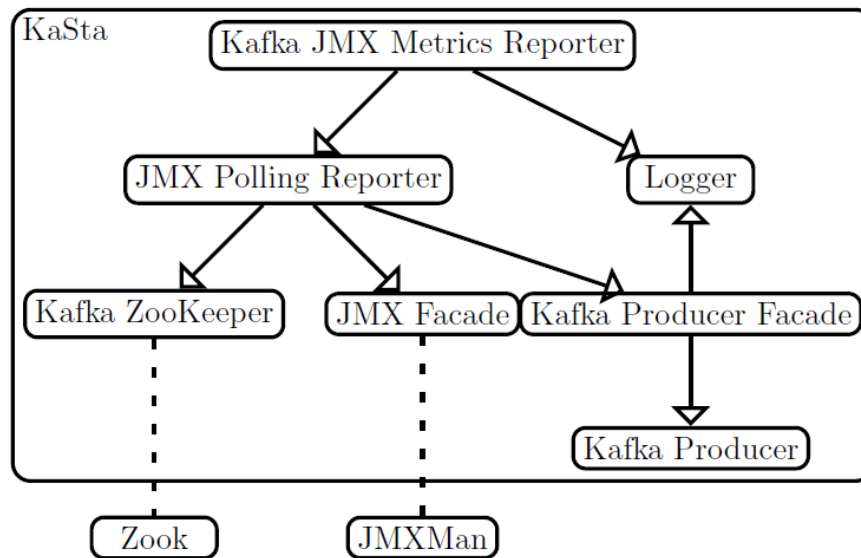 KaSta
Kafka JMX Metrics Reporter
JMX Polling Reporter
Logger
Kafka ZooKeeper
JMX Facade
Kafka Producer Facade
Kafka Producer
Zook
JMXMan